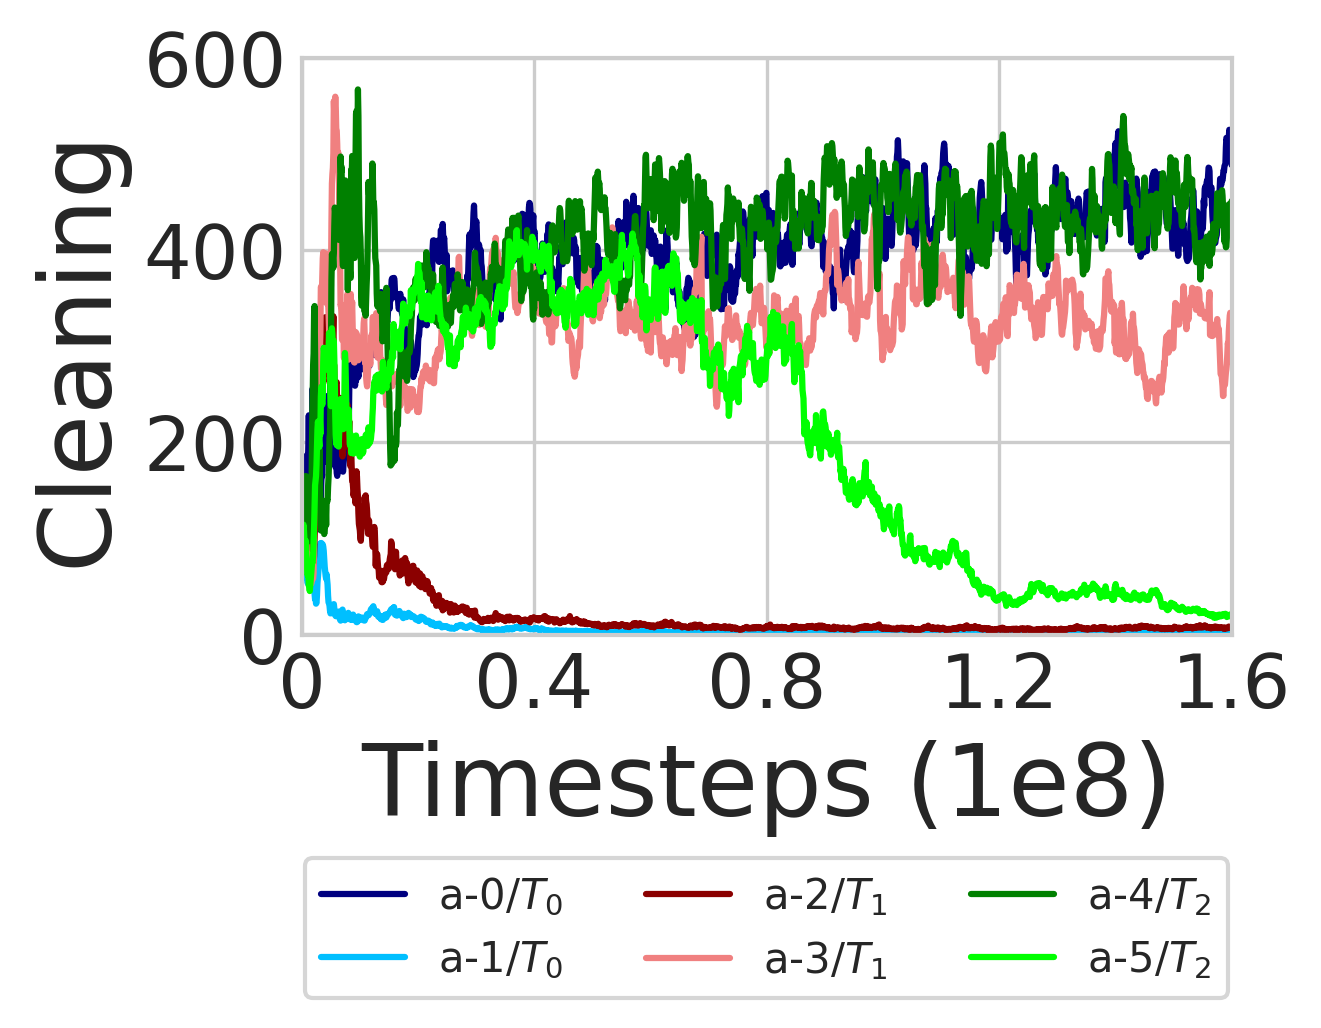 600
400
200
0
Cleaning
0 0.4 0.8 1.2 1.6
Timesteps (1e8)
a-0/T₀ a-2/T₁ a-4/T₂
a-1/T₀ a-3/T₁ a-5/T₂